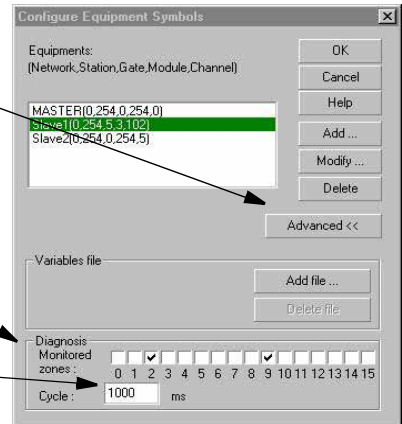 Configure Equipment Symbols
Equipments:
(Network,Station,Gate,Module,Channel)
MASTER(0,254,0,254,0)
Slave1(0,254,5,3,102)
Slave2(0,254,0,254,5)
OK
Cancel
Help
Add ...
Modify ...
Delete
Advanced <<
Variables file
Add file ...
Delete file
Diagnosis
Monitored
zones :
0 1 2 3 4 5 6 7 8 9 10 11 12 13 14 15
Cycle : 1000 ms